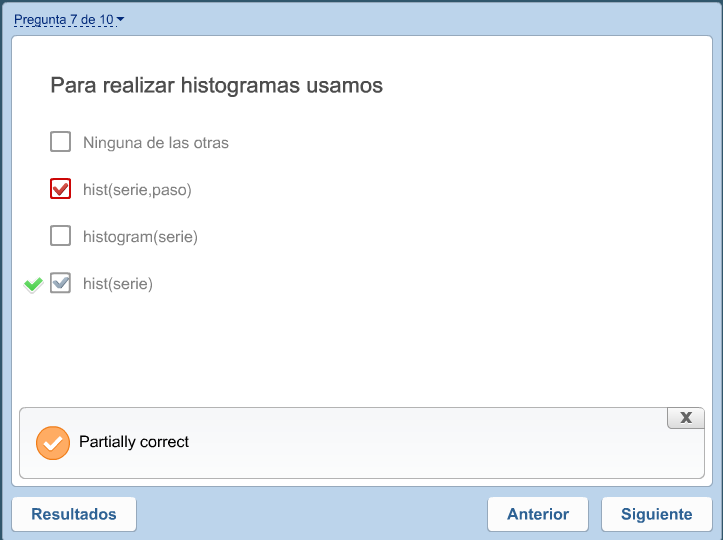 Pregunta 7 de 10
Para realizar histogramas usamos
Ninguna de las otras
hist(serie,paso)
histogram(serie)
hist(serie)
X
Partially correct
Resultados
Anterior
Siguiente